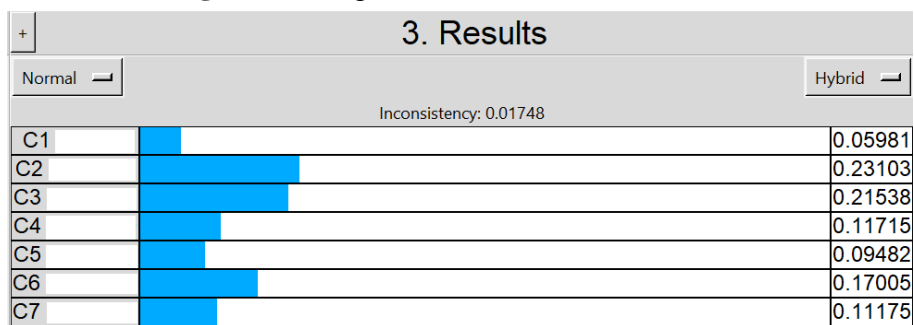 + 3. Results
Normal Hybrid
Inconsistency: 0.01748
C1 0.05981
C2 0.23103
C3 0.21538
C4 0.11715
C5 0.09482
C6 0.17005
C7 0.11175